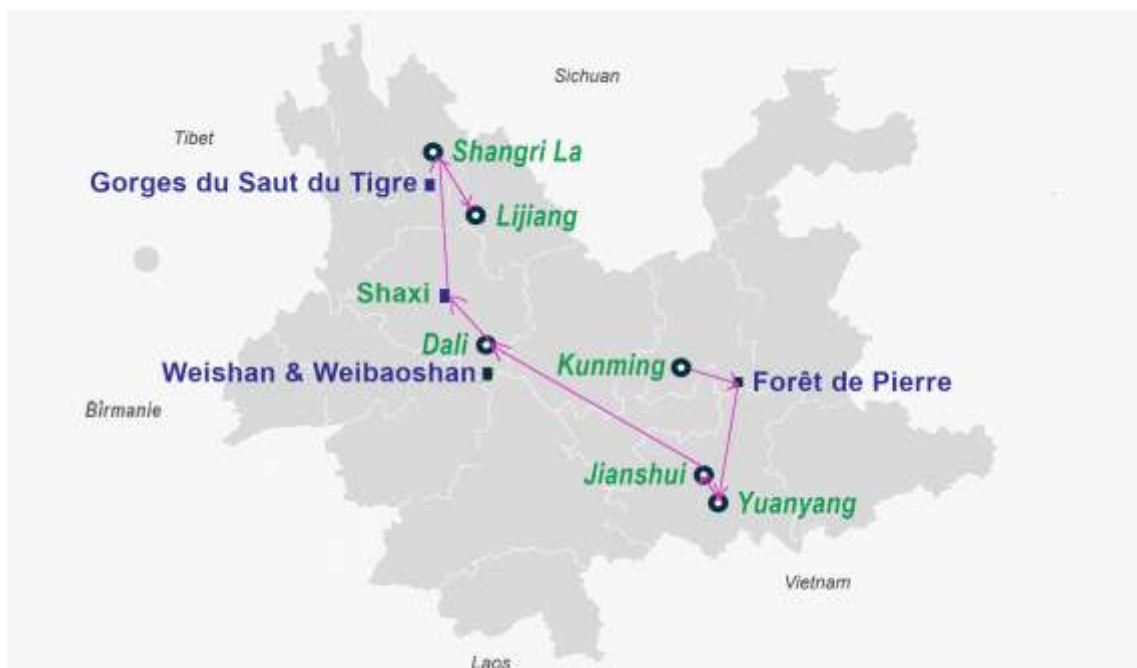 Sichuan
Tibet
Shangri La
Gorges du Saut du Tigre
Lijiang
Shaxi
Dali
Kunming
Weishan & Weibaoshan
Forêt de Pierre
Birmanie
Jianshui
Yuanyang
Vietnam
Laos